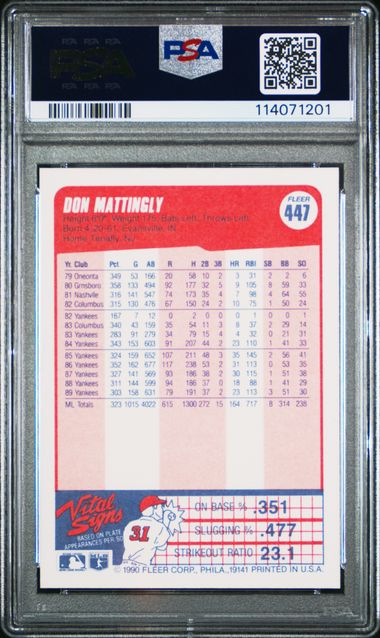 PSA PSA PSA
PSA
PSA PSA PSA
PSA
114071201
DON MATTINGLY
FLEER
447
Weight 175, Bats Left, Throws Left
Born 4-20-61, Evansville, IN
Home Tenafly, NJ
Yr. Club Pct G AB R H 2B 3B HR RBI SB BB SO
79 Oneonta 349 53 166 20 58 10 2 3 31 2 2 6
80 Grnsboro 358 133 494 92 177 32 5 9 105 8 59 33
81 Nashville 316 141 547 74 173 35 4 7 98 4 64 55
82 Columbus 315 130 476 67 150 24 2 10 75 1 50 24
82 Yankees 167 7 12 0 2 0 0 0 1 0 0 1
83 Columbus 340 43 159 35 54 11 3 8 37 2 29 14
83 Yankees 283 91 279 34 79 15 4 4 32 0 21 31
84 Yankees 343 153 603 91 207 44 2 23 110 1 41 33
85 Yankees 324 159 652 107 211 48 3 35 145 2 56 41
86 Yankees 352 162 677 117 238 53 2 31 113 0 53 35
87 Yankees 327 141 569 93 186 38 2 30 115 1 51 38
88 Yankees 311 144 599 94 186 37 0 18 88 1 41 29
89 Yankees 303 158 631 79 191 37 2 23 113 3 51 30
ML Totals 323 1015 4022 615 1300 272 15 164 717 8 314 238
Vital
Signs
BASED ON PLATE
APPEARANCES PER SO
31
ON BASE % .351
SLUGGING % .477
STRIKEOUT RATIO 23.1
© 1990 FLEER CORP., PHILA., 19141 PRINTED IN U.S.A.